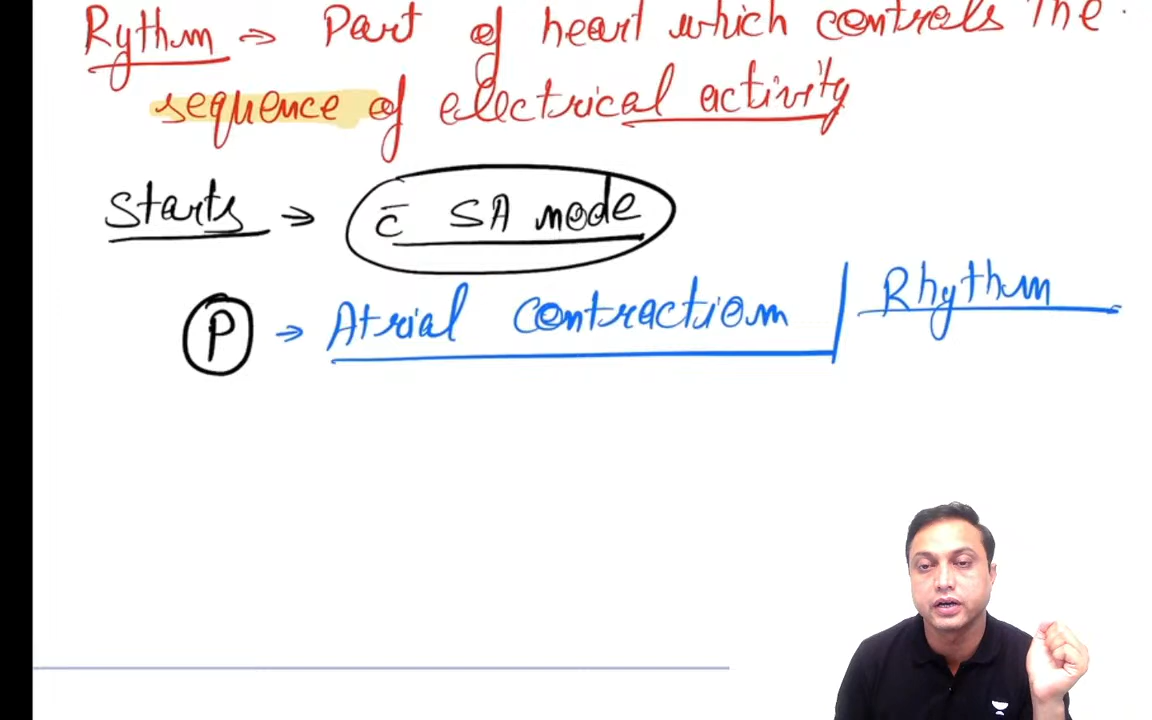 Rythm ⇒ Part of heart which controls the
sequence of electrical activity
Starts ⇒ c̄ SA node
P → Atrial contraction / Rhythm